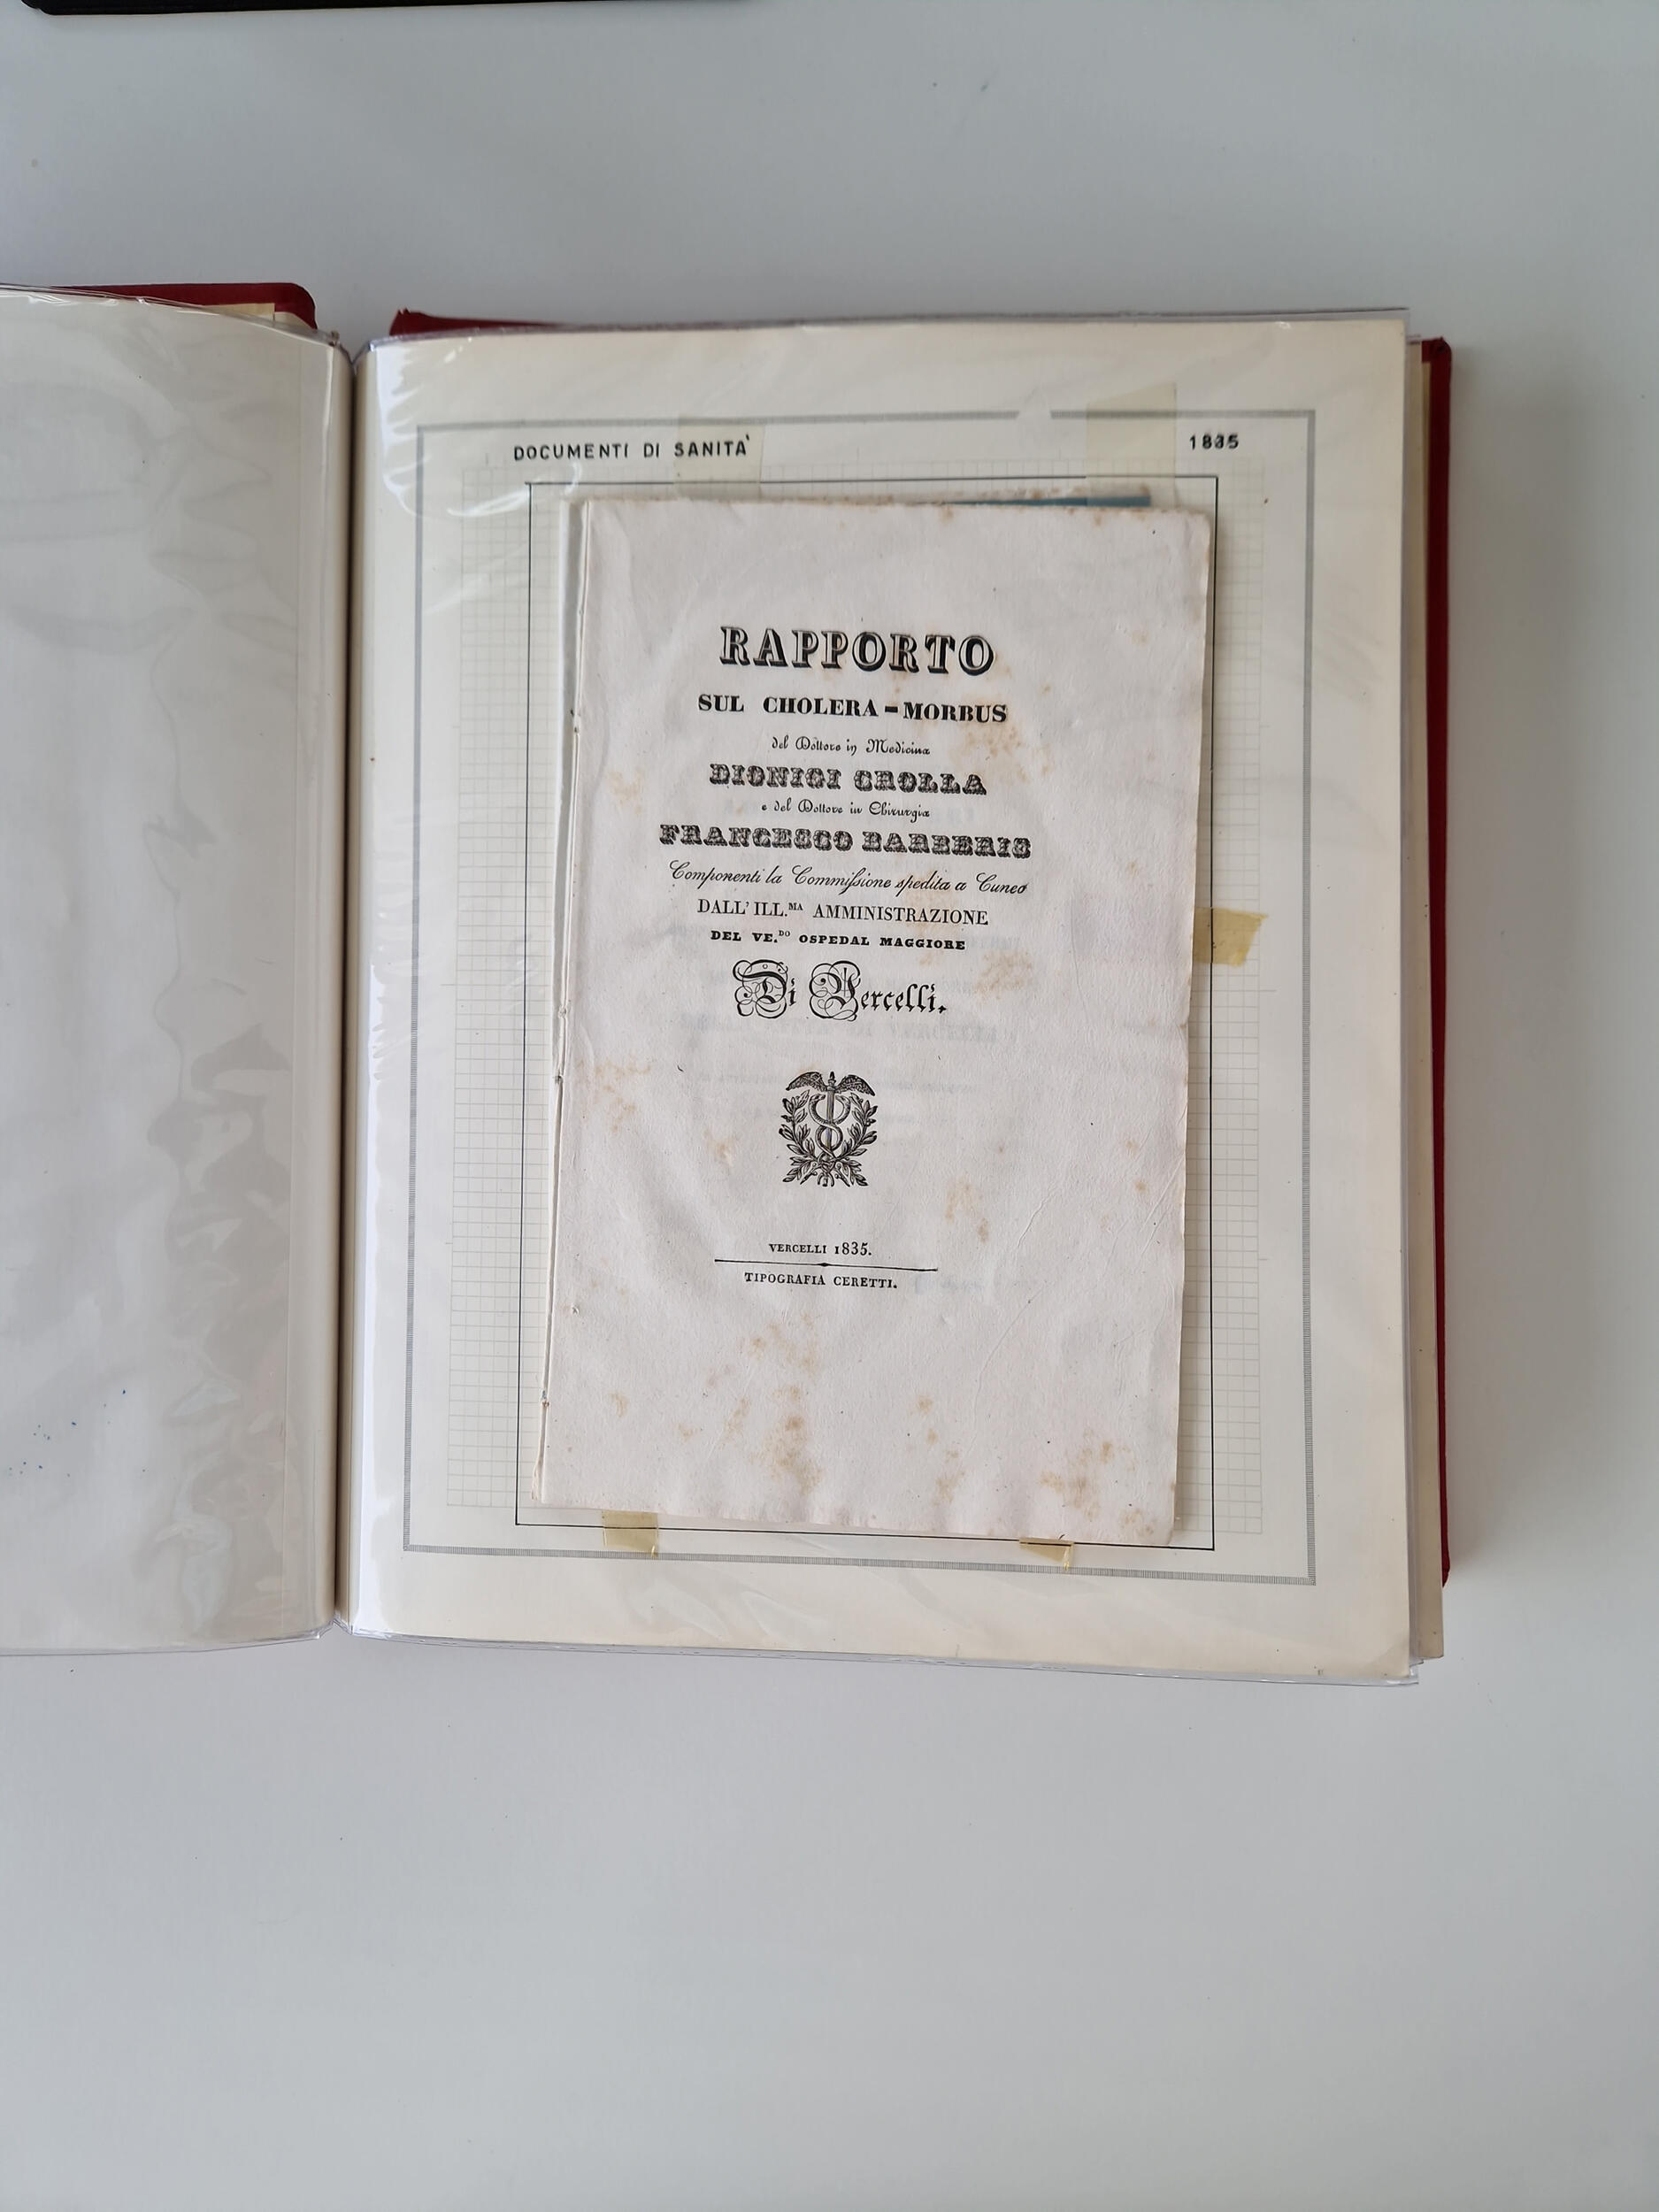 DOCUMENTI DI SANITA'
1835
RAPPORTO
SUL CHOLERA-MORBUS
del Dottore in Medicina
DIONIGI CROLLA
e del Dottore in Chirurgia
FRANCESCO BARBERIS
Componenti la Commissione spedita a Cuneo
DALL' ILL.MA AMMINISTRAZIONE
DEL VE.DO OSPEDAL MAGGIORE
Di Vercelli.
VERCELLI 1835.
TIPOGRAFIA CERETTI.